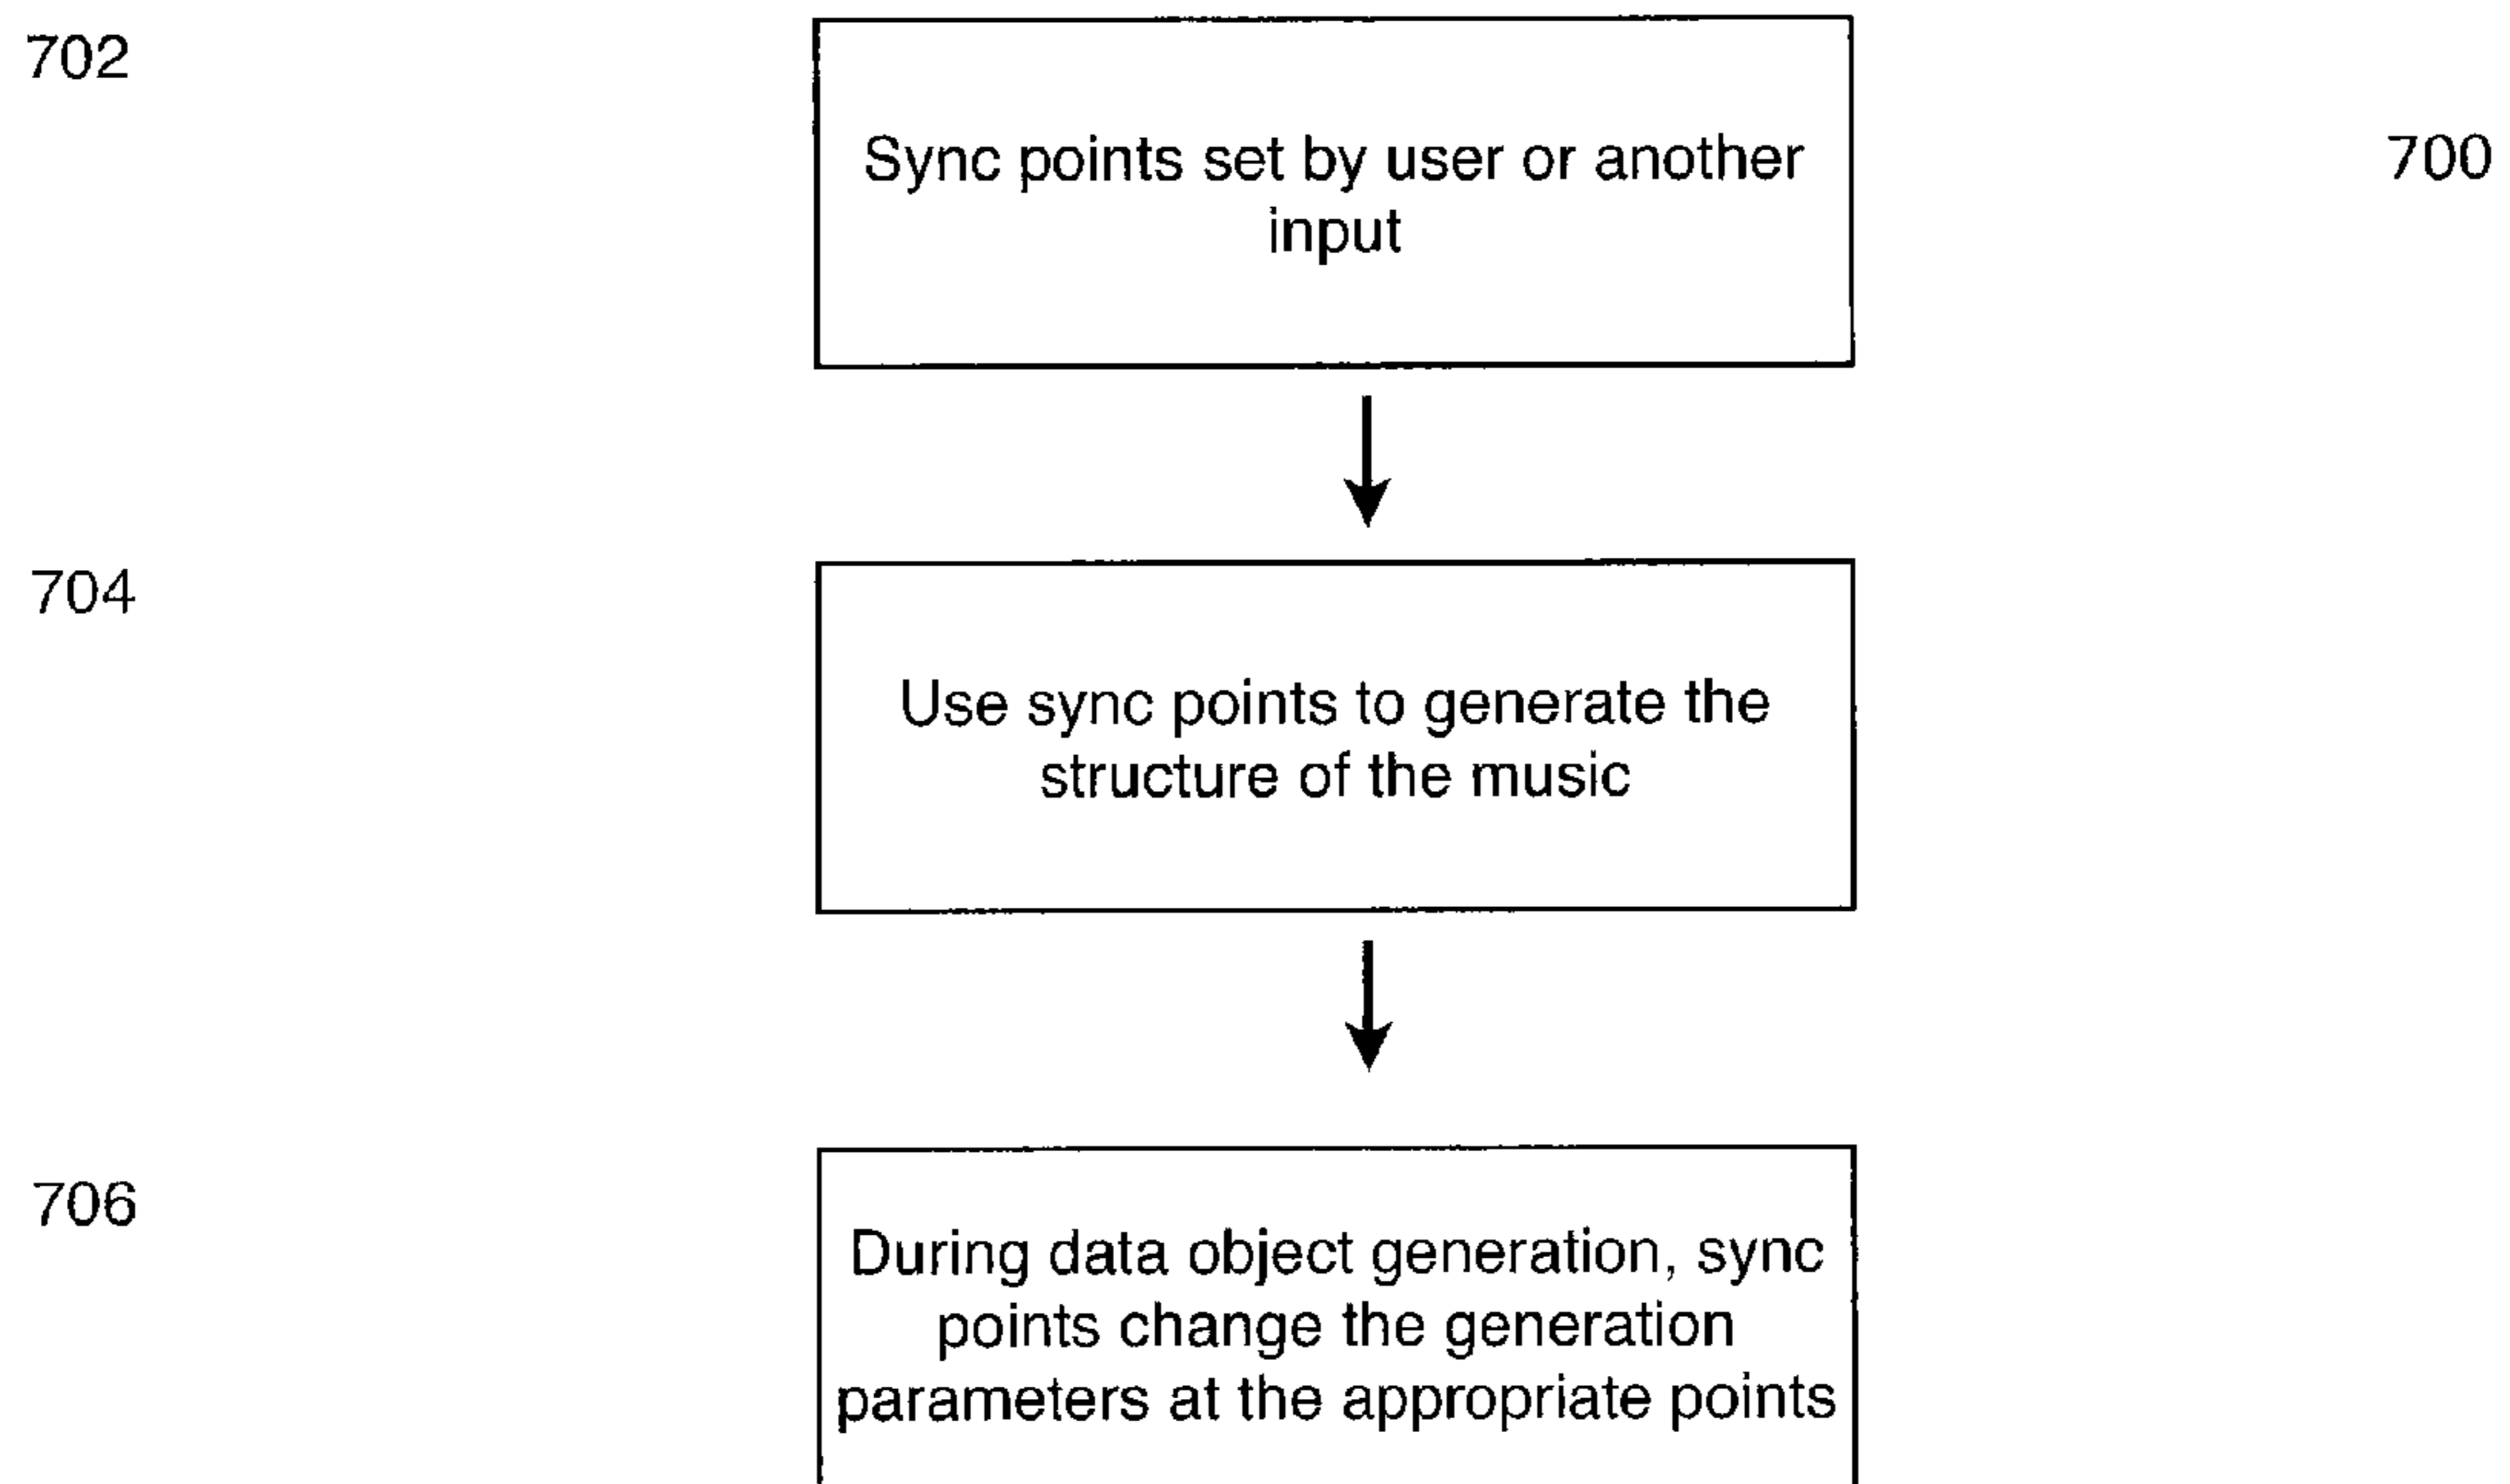 702
Sync points set by user or another
input
700
704
Use sync points to generate the
structure of the music
706
During data object generation, sync
points change the generation
parameters at the appropriate points